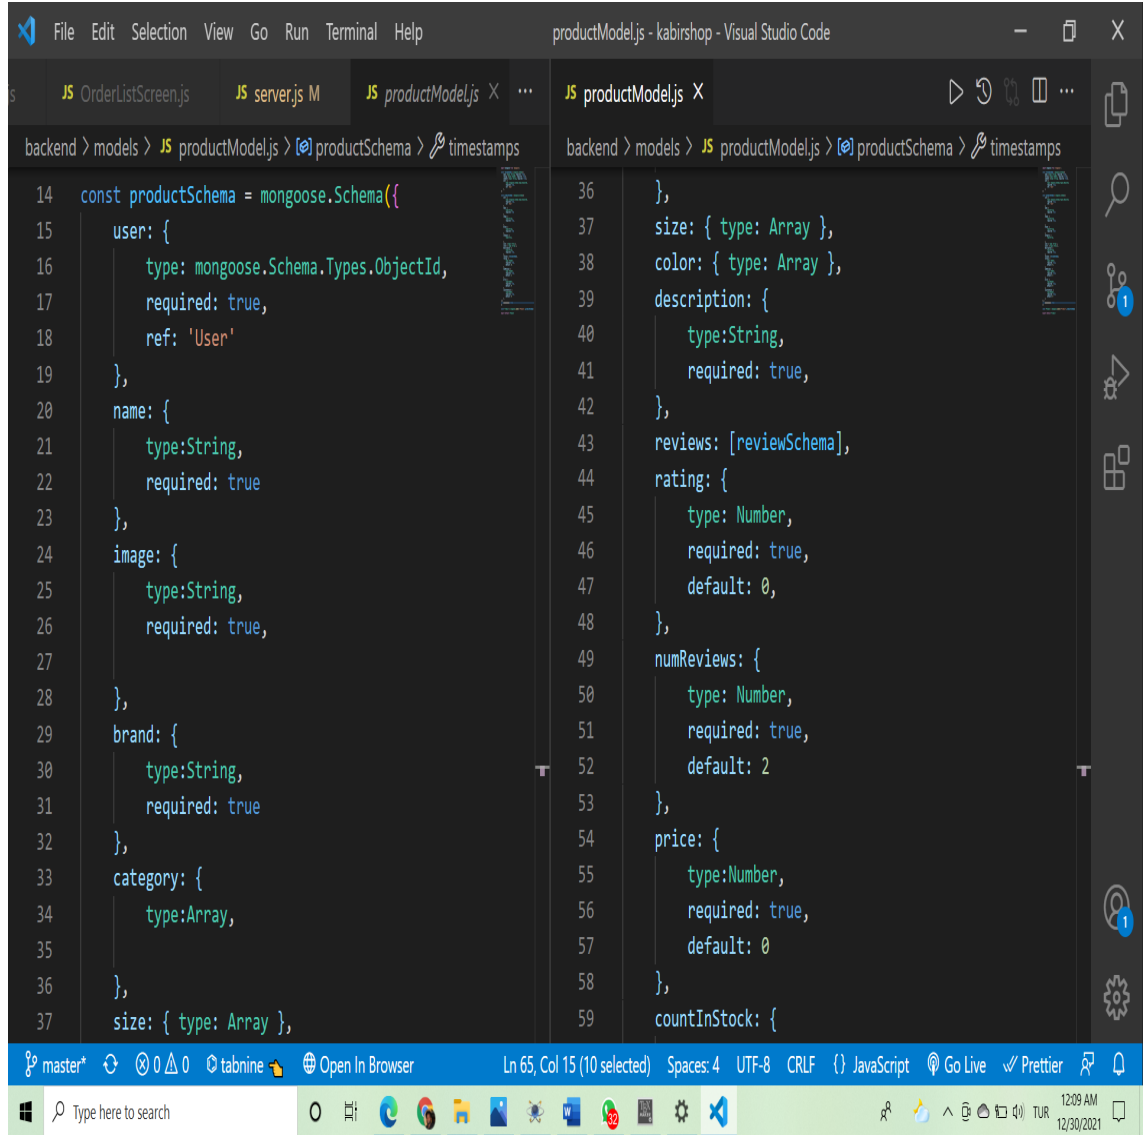 File Edit Selection View Go Run Terminal Help productModel.js - kabirshop - Visual Studio Code
js JS OrderListScreen.js JS server.js M JS productModel.js
backend > models > JS productModel.js > productSchema > timestamps
14 const productSchema = mongoose.Schema({
15 user: {
16 type: mongoose.Schema.Types.ObjectId,
17 required: true,
18 ref: 'User'
19 },
20 name: {
21 type:String,
22 required: true
23 },
24 image: {
25 type:String,
26 required: true,
27
28 },
29 brand: {
30 type:String,
31 required: true
32 },
33 category: {
34 type:Array,
35
36 },
37 size: { type: Array },
JS productModel.js
backend > models > JS productModel.js > productSchema > timestamps
36 },
37 size: { type: Array },
38 color: { type: Array },
39 description: {
40 type:String,
41 required: true,
42 },
43 reviews: [reviewSchema],
44 rating: {
45 type: Number,
46 required: true,
47 default: 0,
48 },
49 numReviews: {
50 type: Number,
51 required: true,
52 default: 2
53 },
54 price: {
55 type:Number,
56 required: true,
57 default: 0
58 },
59 countInStock: {
1
1
master* 0 0 tabnine Open In Browser Ln 65, Col 15 (10 selected) Spaces: 4 UTF-8 CRLF {} JavaScript Go Live Prettier
Type here to search 32 TUR 12:09 AM
12/30/2021